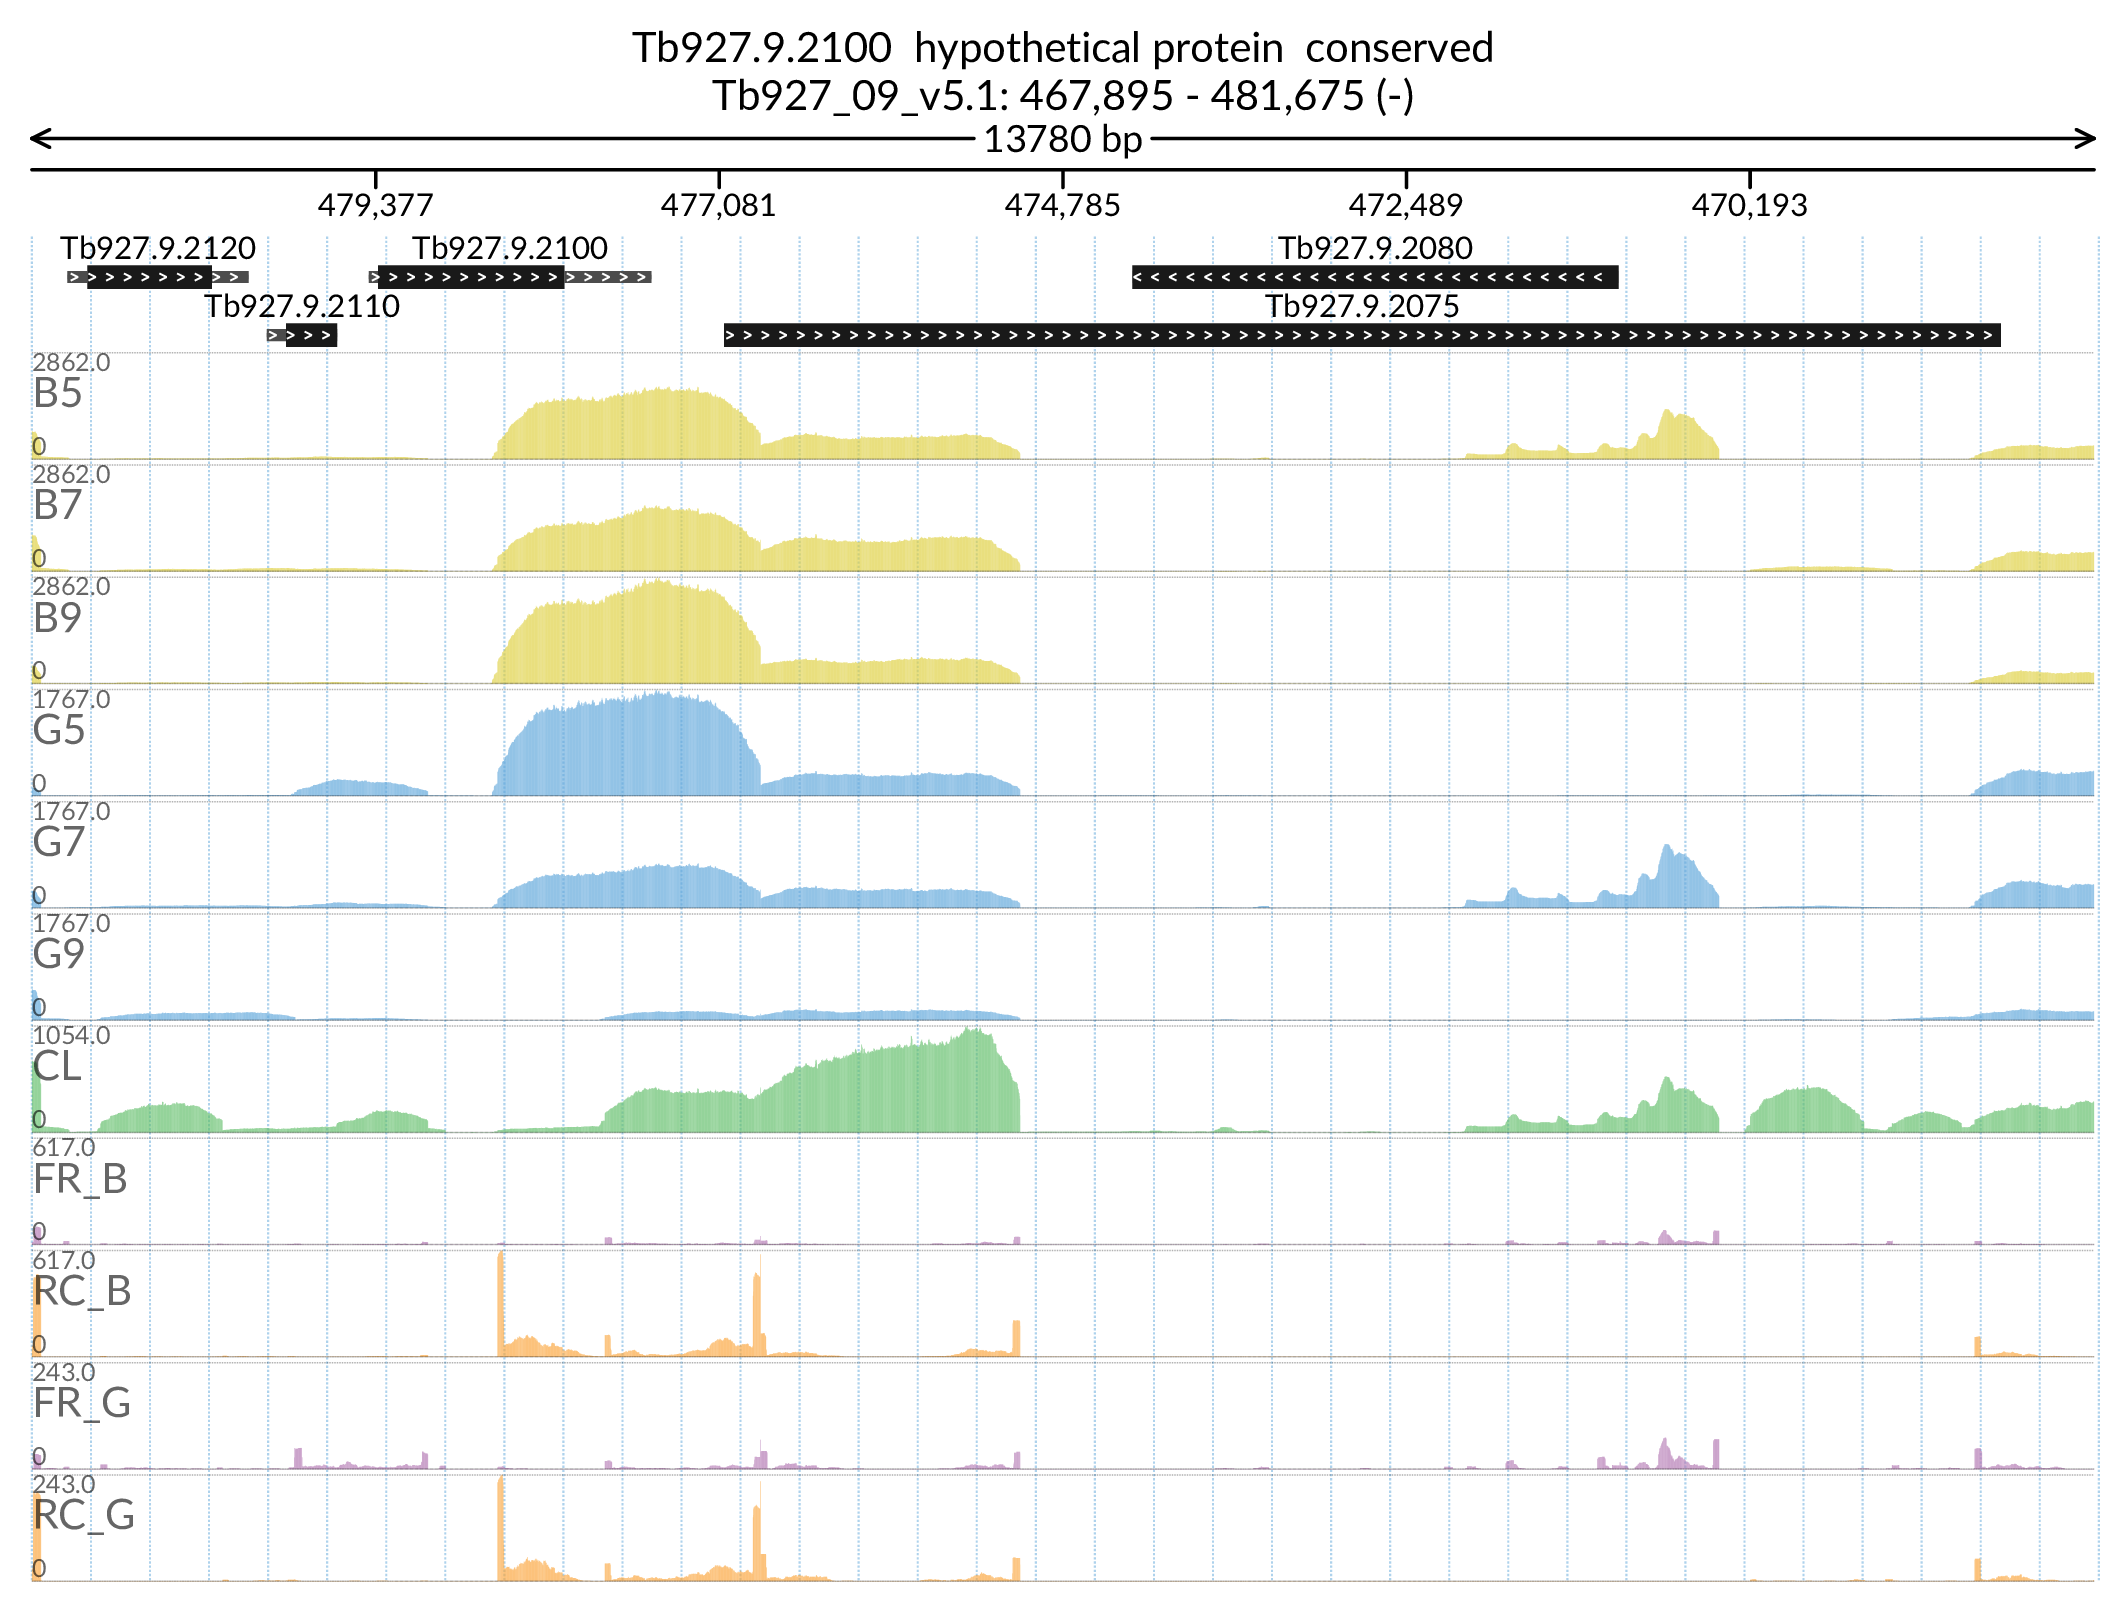 Tb927.9.2100  hypothetical protein  conserved
Tb927_09_v5.1: 467,895 - 481,675 (-)
13780 bp
479,377 477,081 474,785 472,489 470,193
Tb927.9.2120 Tb927.9.2100 Tb927.9.2080
Tb927.9.2110 Tb927.9.2075
2862.0
B5
0
2862.0
B7
0
2862.0
B9
0
1767.0
G5
0
1767.0
G7
0
1767.0
G9
0
1054.0
CL
0
617.0
FR_B
0
617.0
RC_B
0
243.0
FR_G
0
243.0
RC_G
0